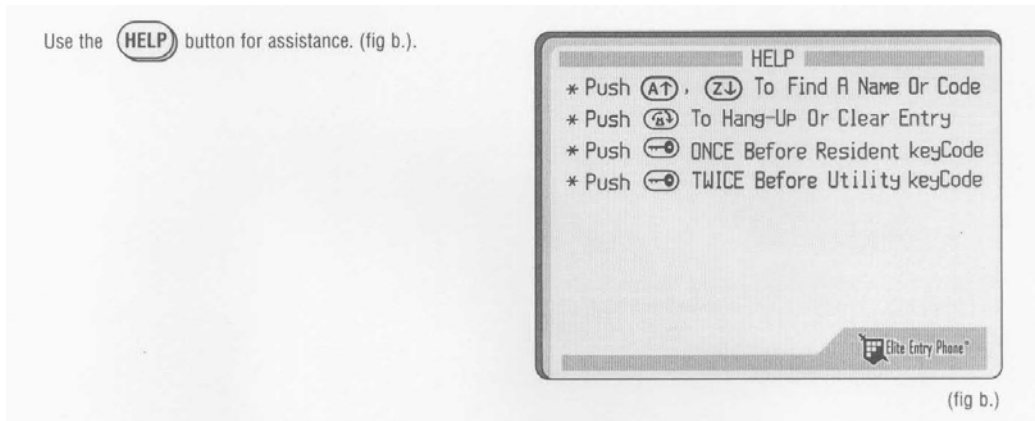 Use the HELP button for assistance. (fig b.).
HELP
* Push A↑, Z↓ To Find A Name Or Code
* Push To Hang-Up Or Clear Entry
* Push ONCE Before Resident keyCode
* Push TWICE Before Utility keyCode
Elite Entry Phone™
(fig b.)